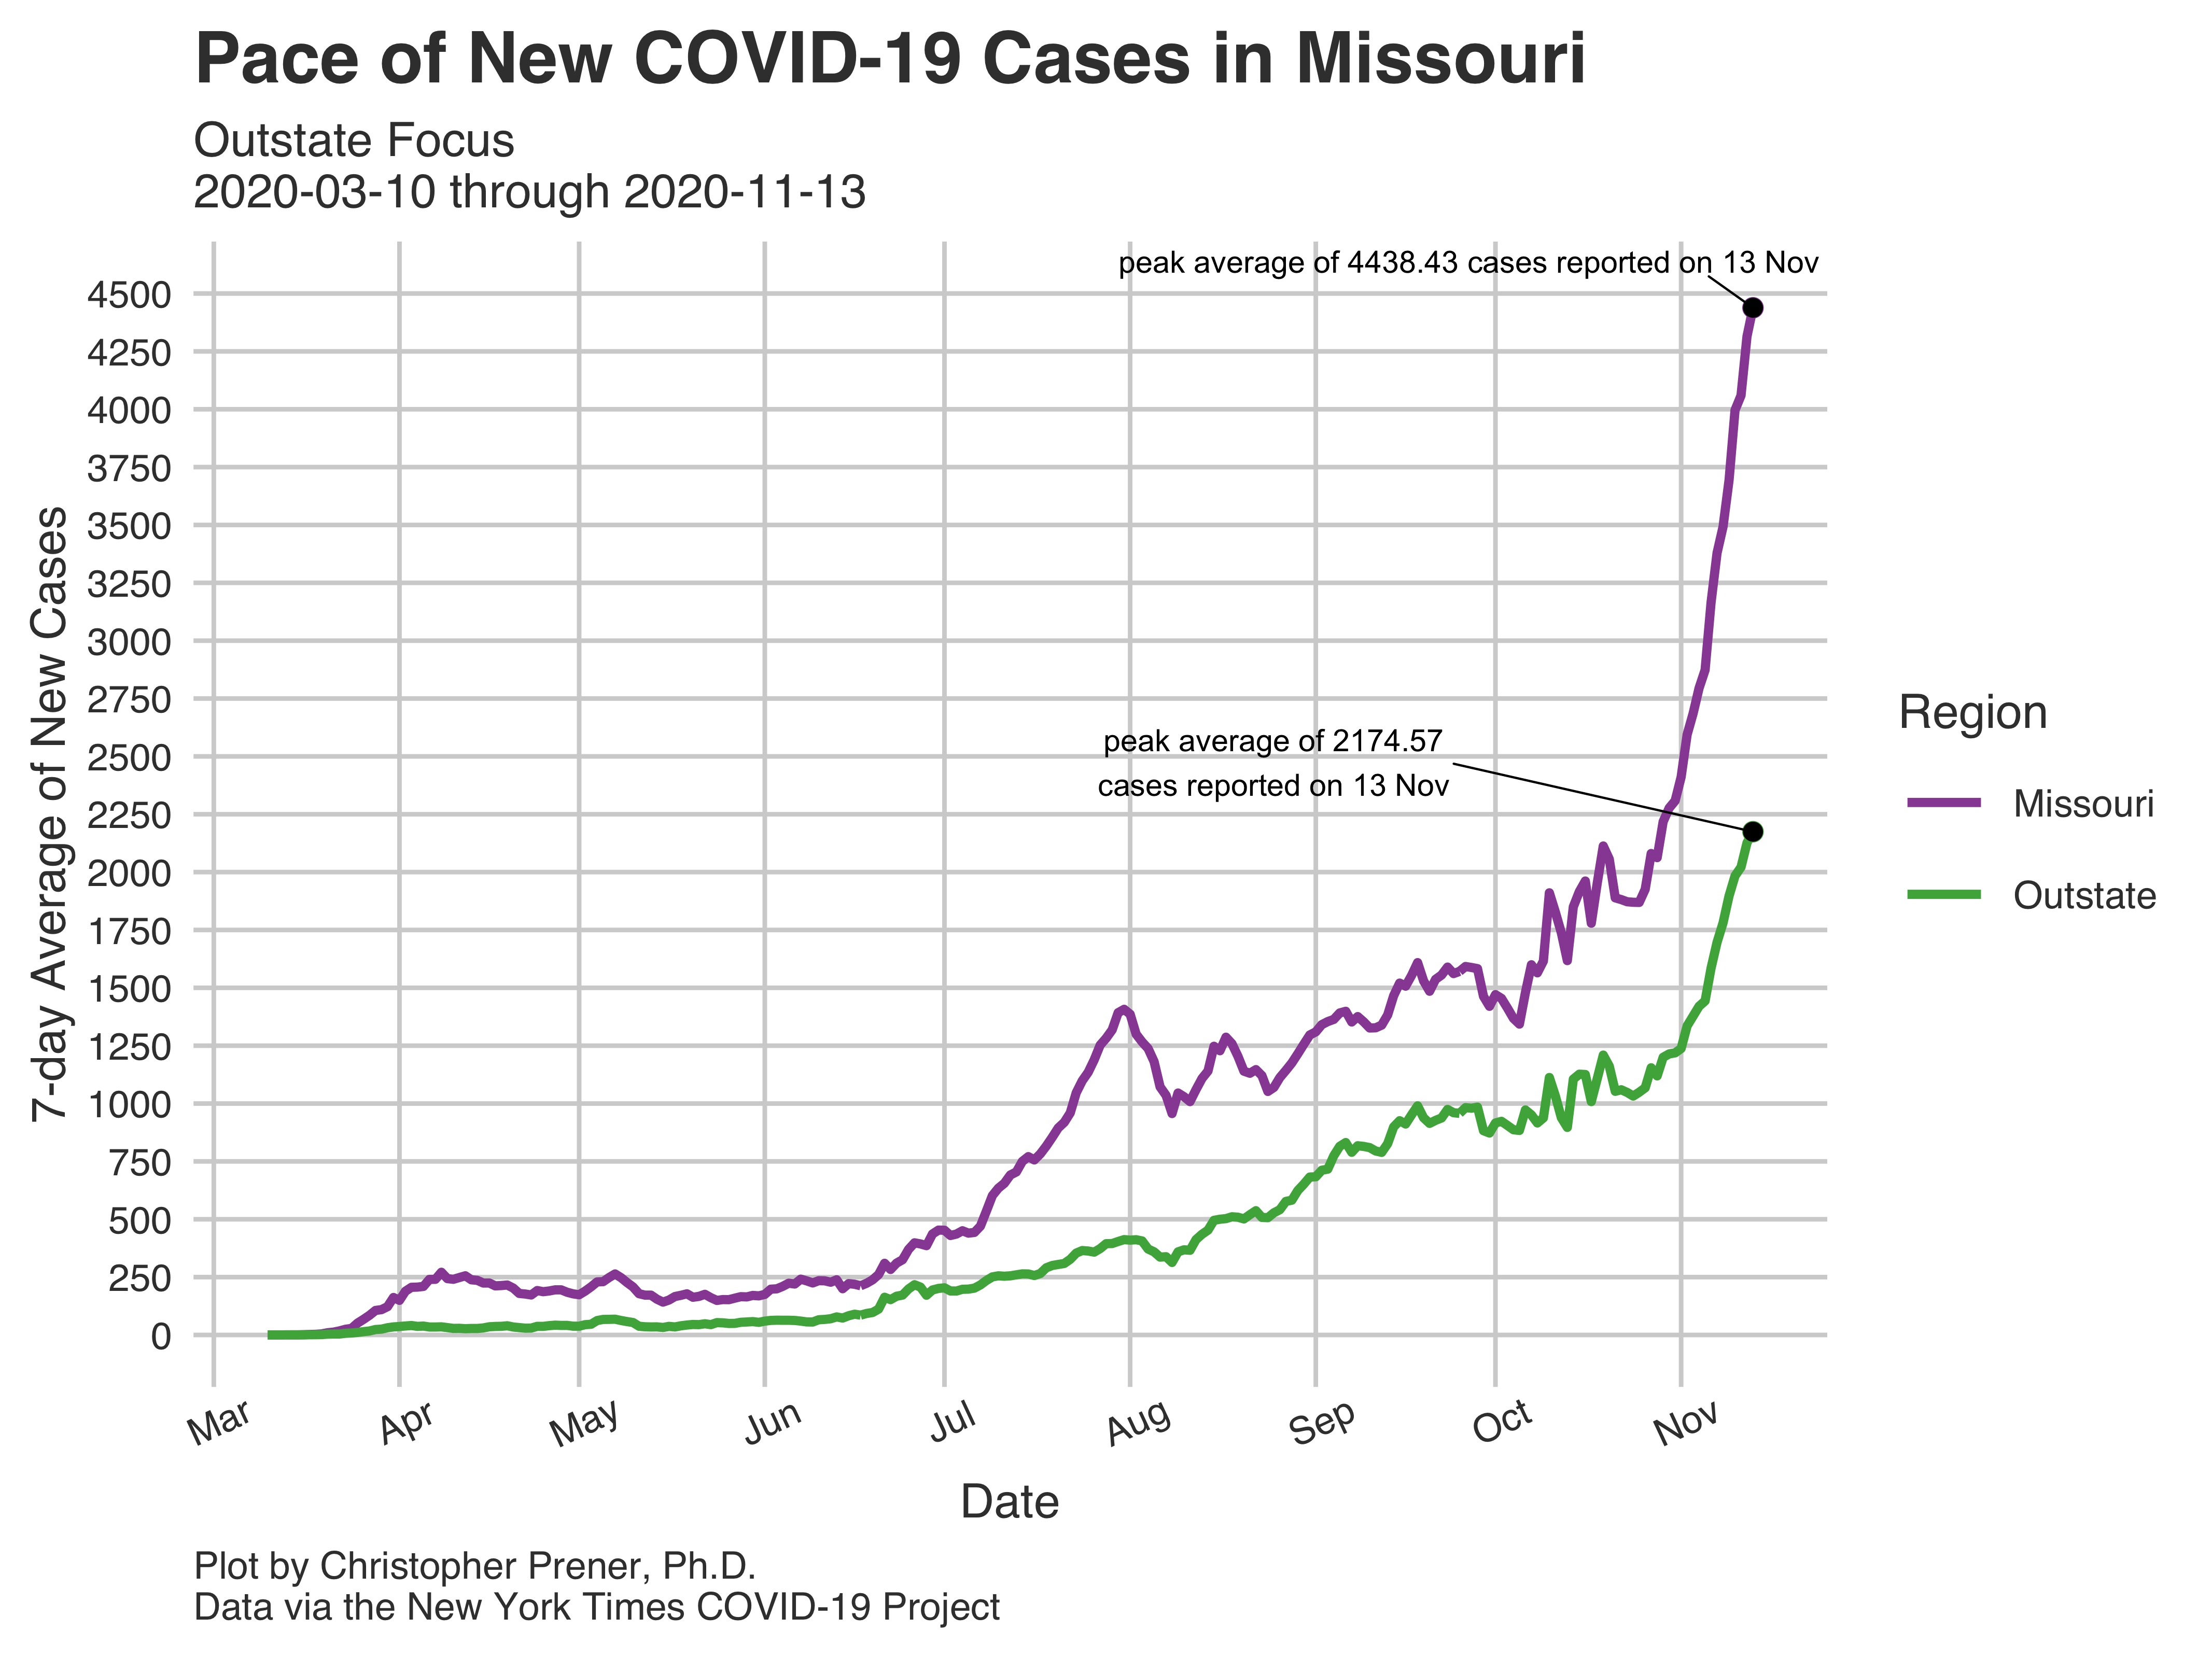 Pace of New COVID-19 Cases in Missouri
Outstate Focus
2020-03-10 through 2020-11-13
peak average of 4438.43 cases reported on 13 Nov
4500
4250
4000
3750
3500
3250
3000
2750
2500
2250
2000
1750
1500
1250
1000
750
500
250
0
7-day Average of New Cases
peak average of 2174.57
cases reported on 13 Nov
Region
Missouri
Outstate
Mar
Apr
May
Jun
Jul
Aug
Sep
Oct
Nov
Date
Plot by Christopher Prener, Ph.D.
Data via the New York Times COVID-19 Project